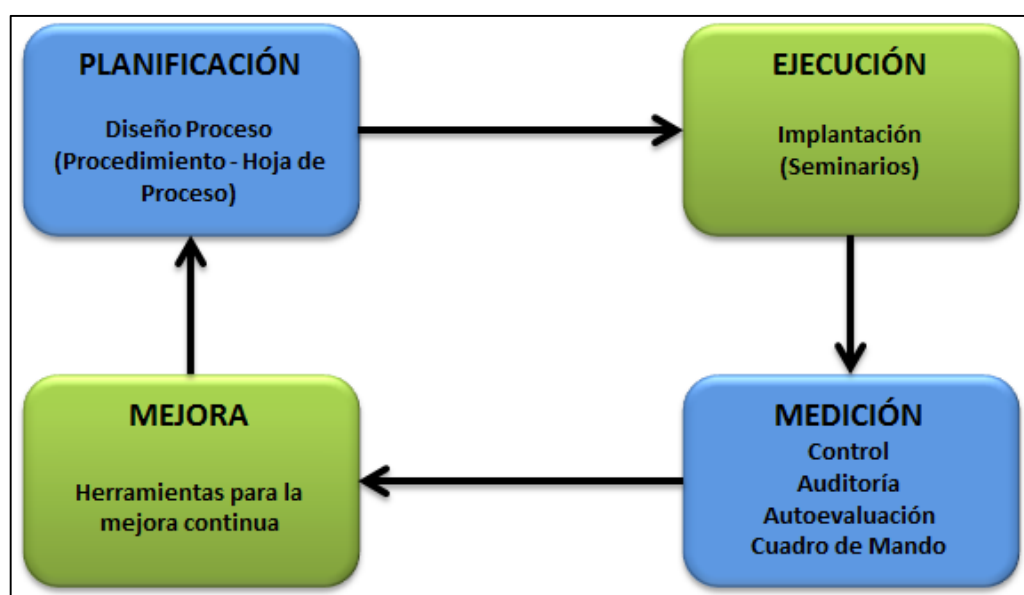 PLANIFICACIÓN
Diseño Proceso
(Procedimiento - Hoja de
Proceso)
EJECUCIÓN
Implantación
(Seminarios)
MEJORA
Herramientas para la
mejora continua
MEDICIÓN
Control
Auditoría
Autoevaluación
Cuadro de Mando